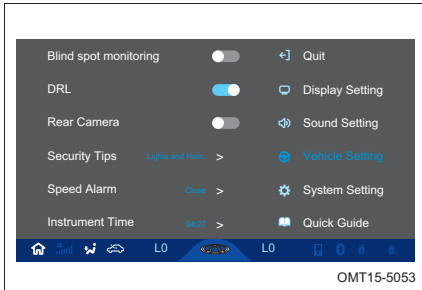 Blind spot monitoring Quit
DRL Display Setting
Rear Camera Sound Setting
Security Tips Lights and Horn. > Vehicle Setting
Speed Alarm Close > System Setting
Instrument Time 04:27 > Quick Guide
L0 L0
OMT15-5053